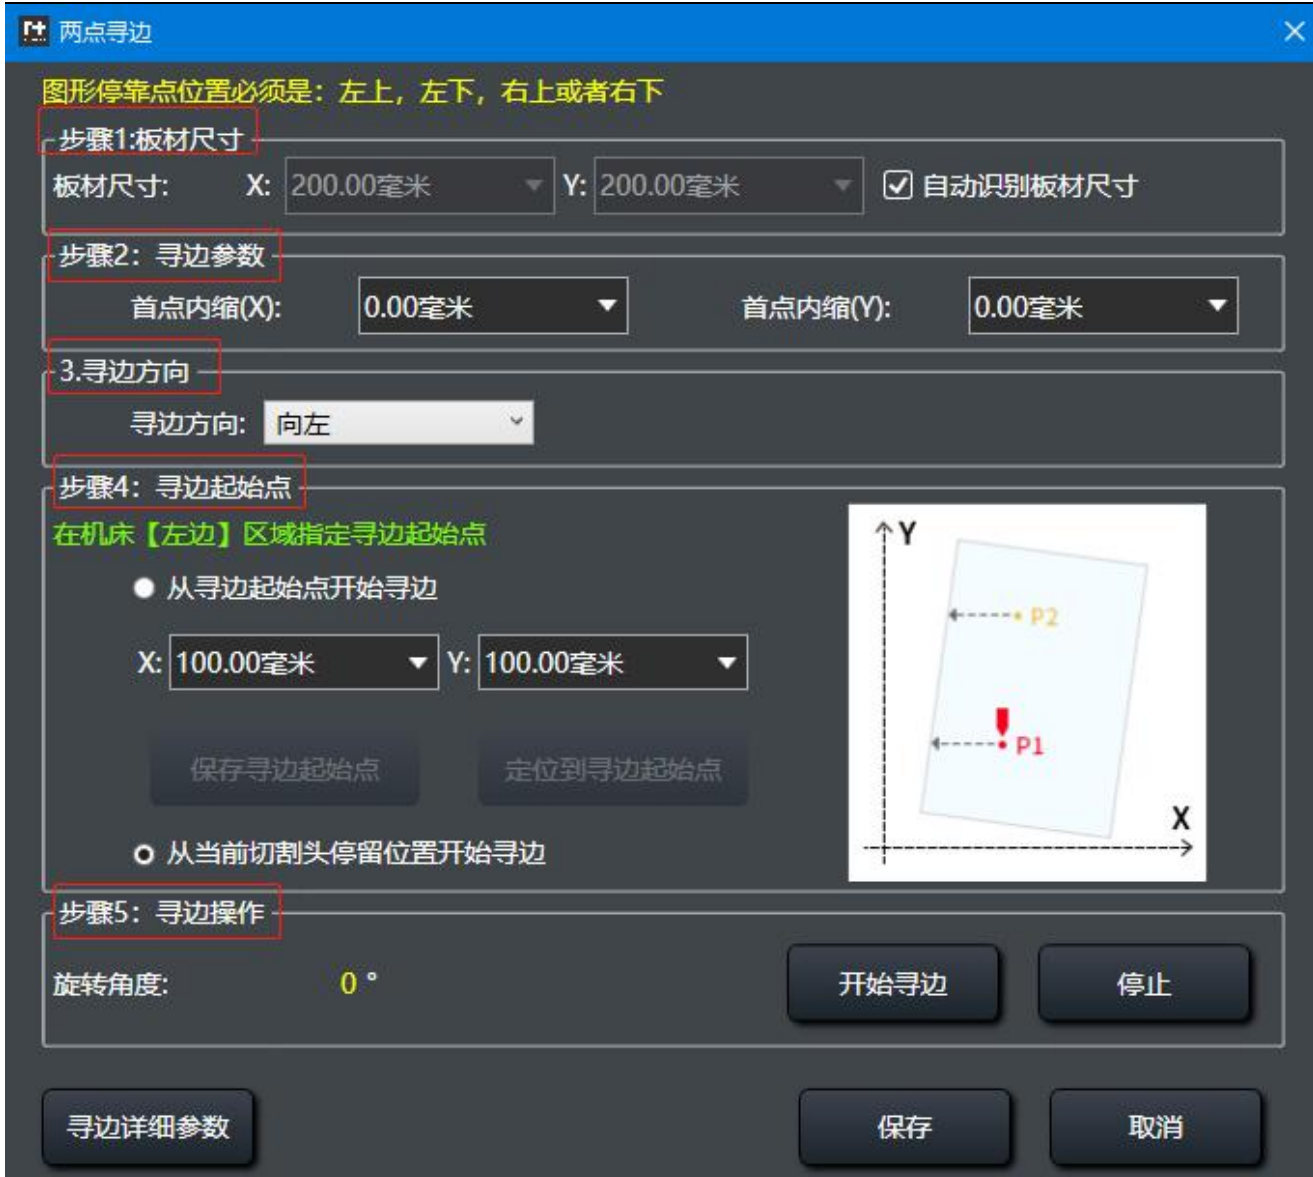 两点寻边
图形停靠点位置必须是：左上，左下，右上或者右下
步骤1:板材尺寸
板材尺寸: X: 200.00毫米 Y: 200.00毫米 自动识别板材尺寸
步骤2：寻边参数
首点内缩(X): 0.00毫米 首点内缩(Y): 0.00毫米
3.寻边方向
寻边方向: 向左
步骤4：寻边起始点
在机床【左边】区域指定寻边起始点
从寻边起始点开始寻边
X: 100.00毫米 Y: 100.00毫米
保存寻边起始点 定位到寻边起始点
从当前切割头停留位置开始寻边
Y
P2
P1
X
步骤5：寻边操作
旋转角度: 0 ° 开始寻边 停止
寻边详细参数 保存 取消